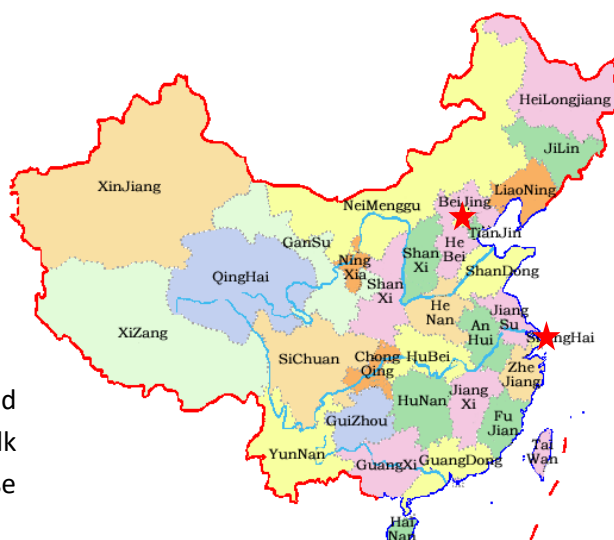 HeiLongjiang
JiLin
LiaoNing
BeiJing
NeiMenggu
TianJin
XinJiang
GanSu
He
Bei
Ning
Xia
Shan
Xi
ShanDong
QingHai
Shan
Xi
He
Nan
Jiang
Su
XiZang
An
Hui
ShangHai
SiChuan
Chong
Qing
HuBei
Zhe
Jiang
HuNan
Jiang
Xi
d
GuiZhou
Fu
Jian
lk
YunNan
GuangXi
GuangDong
Tai
Wan
se
Hai
Nan